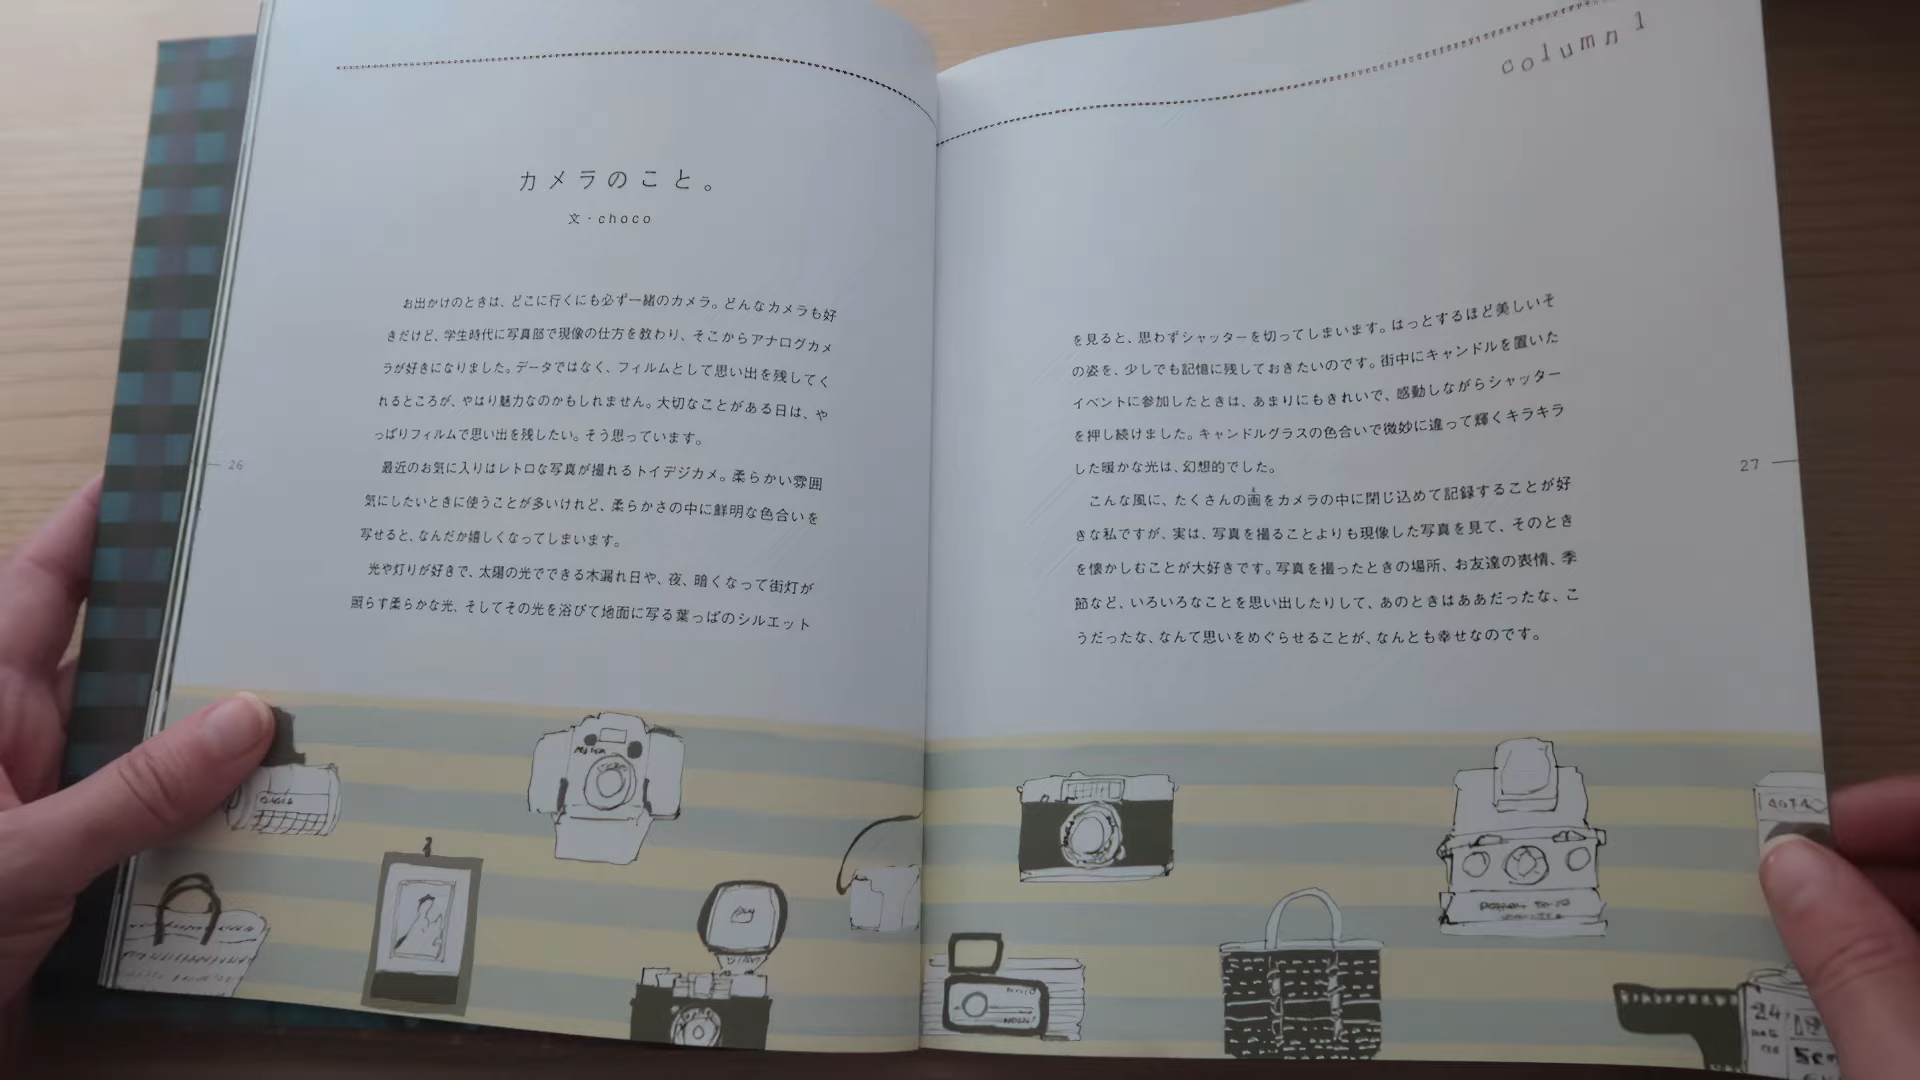 カメラのこと。
文・choco
お出かけのときは、どこに行くにも必ず一緒のカメラ。どんなカメラも好
きだけど、学生時代に写真部で現像の仕方を教わり、そこからアナログカメ
ラが好きになりました。データではなく、フィルムとして思い出を残してく
れるところが、やはり魅力なのかもしれません。大切なことがある日は、や
っぱりフィルムで思い出を残したい。そう思っています。
最近のお気に入りはレトロな写真が撮れるトイデジカメ。柔らかい雰囲
気にしたいときに使うことが多いけれど、柔らかさの中に鮮明な色合いを
写せると、なんだか嬉しくなってしまいます。
光や灯りが好きで、太陽の光でできる木漏れ日や、夜、暗くなって街灯が
照らす柔らかな光、そしてその光を浴びて地面に写る葉っぱのシルエット
26
column 1
を見ると、思わずシャッターを切ってしまいます。はっとするほど美しいそ
の姿を、少しでも記憶に残しておきたいのです。街中にキャンドルを置いた
イベントに参加したときは、あまりにもきれいで、感動しながらシャッター
を押し続けました。キャンドルグラスの色合いで微妙に違って輝くキラキラ
した暖かな光は、幻想的でした。
こんな風に、たくさんの画をカメラの中に閉じ込めて記録することが好
きな私ですが、実は、写真を撮ることよりも現像した写真を見て、そのとき
を懐かしむことが大好きです。写真を撮ったときの場所、お友達の表情、季
節など、いろいろなことを思い出したりして、あのときはああだったな、こ
うだったな、なんて思いをめぐらせることが、なんとも幸せなのです。
27
24